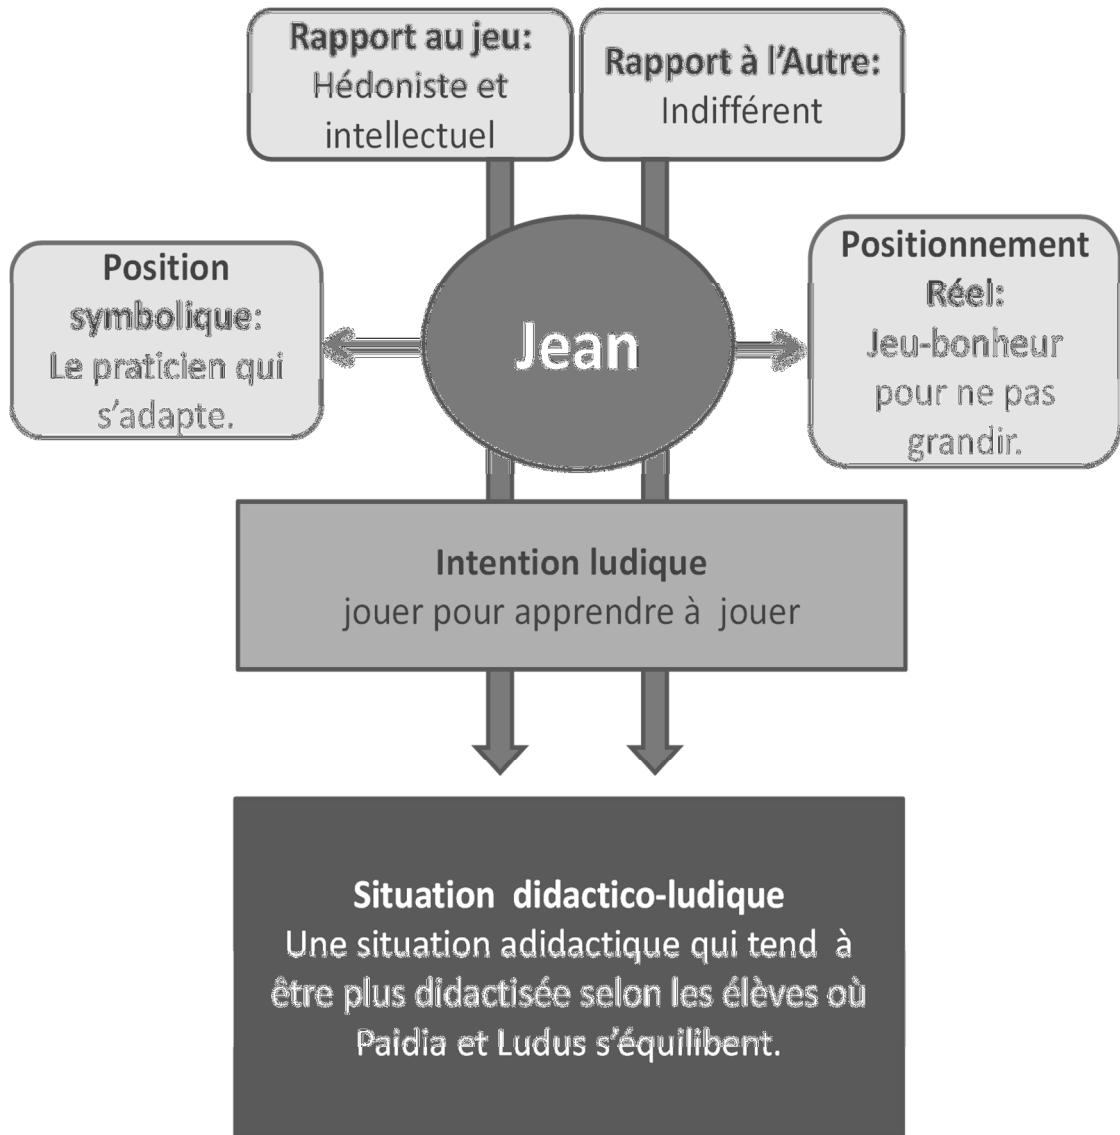 Rapport au jeu:
Hédoniste et
intellectuel
Rapport à l'Autre:
Indifférent
Position
symbolique:
Le praticien qui
s'adapte.
Jean
Positionnement
Réel:
Jeu-bonheur
pour ne pas
grandir.
Intention ludique
jouer pour apprendre à jouer
Situation didactico-ludique
Une situation adidactique qui tend à
être plus didactisée selon les élèves où
Paidia et Ludus s'équilibent.